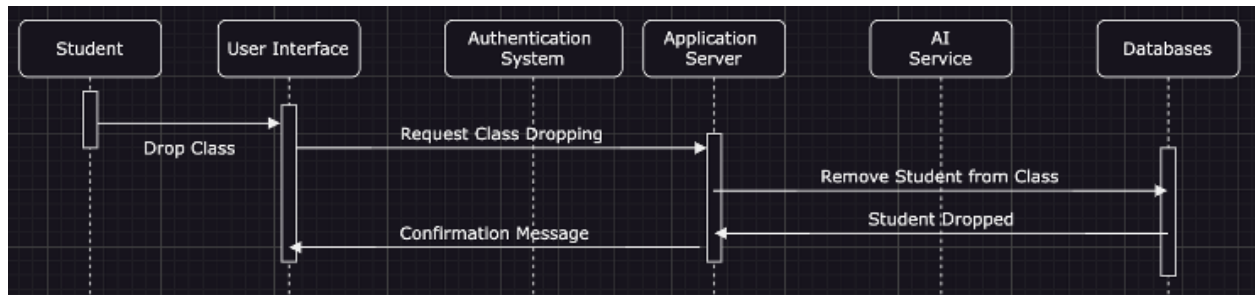 Student
User Interface
Authentication
System
Application
Server
AI
Service
Databases
Drop Class
Request Class Dropping
Remove Student from Class
Student Dropped
Confirmation Message